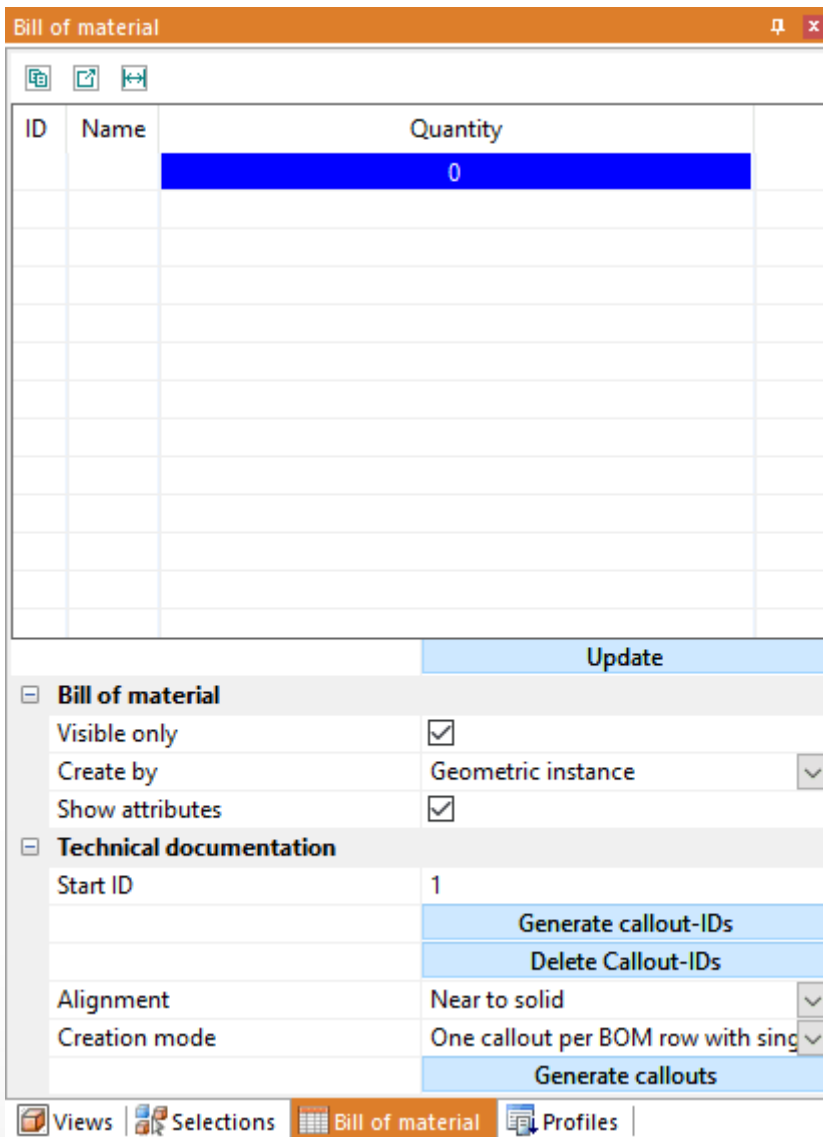 Bill of material
ID Name Quantity
0
Update
Bill of material
Visible only
Create by Geometric instance
Show attributes
Technical documentation
Start ID 1
Generate callout-IDs
Delete Callout-IDs
Alignment Near to solid
Creation mode One callout per BOM row with sing
Generate callouts
Views Selections Bill of material Profiles